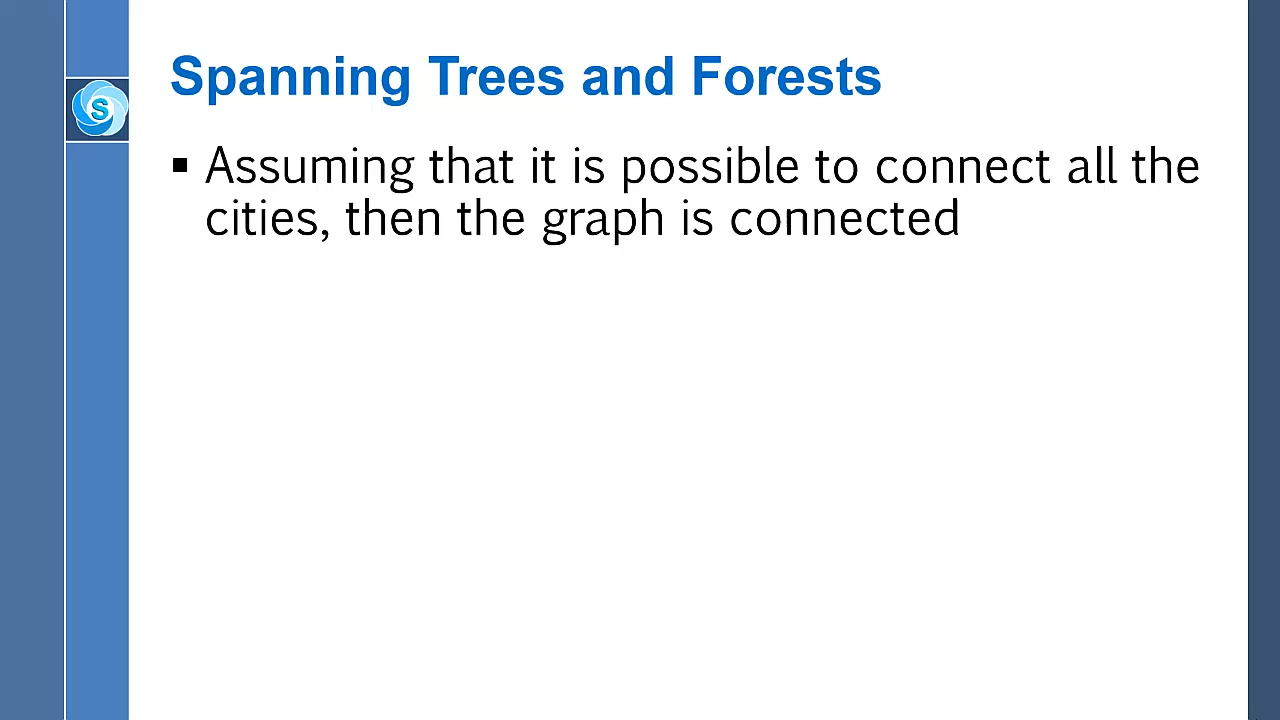 Spanning Trees and Forests
S
▪ Assuming that it is possible to connect all the
cities, then the graph is connected